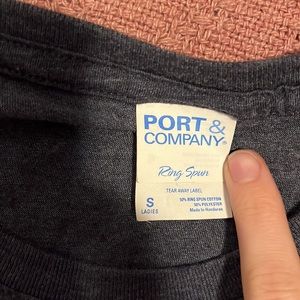 PORT &
COMPANY®
Ring Spun
TEAR AWAY LABEL
S
LADIES
50% RING SPUN COTTON
50% POLYESTER
Made in Honduras